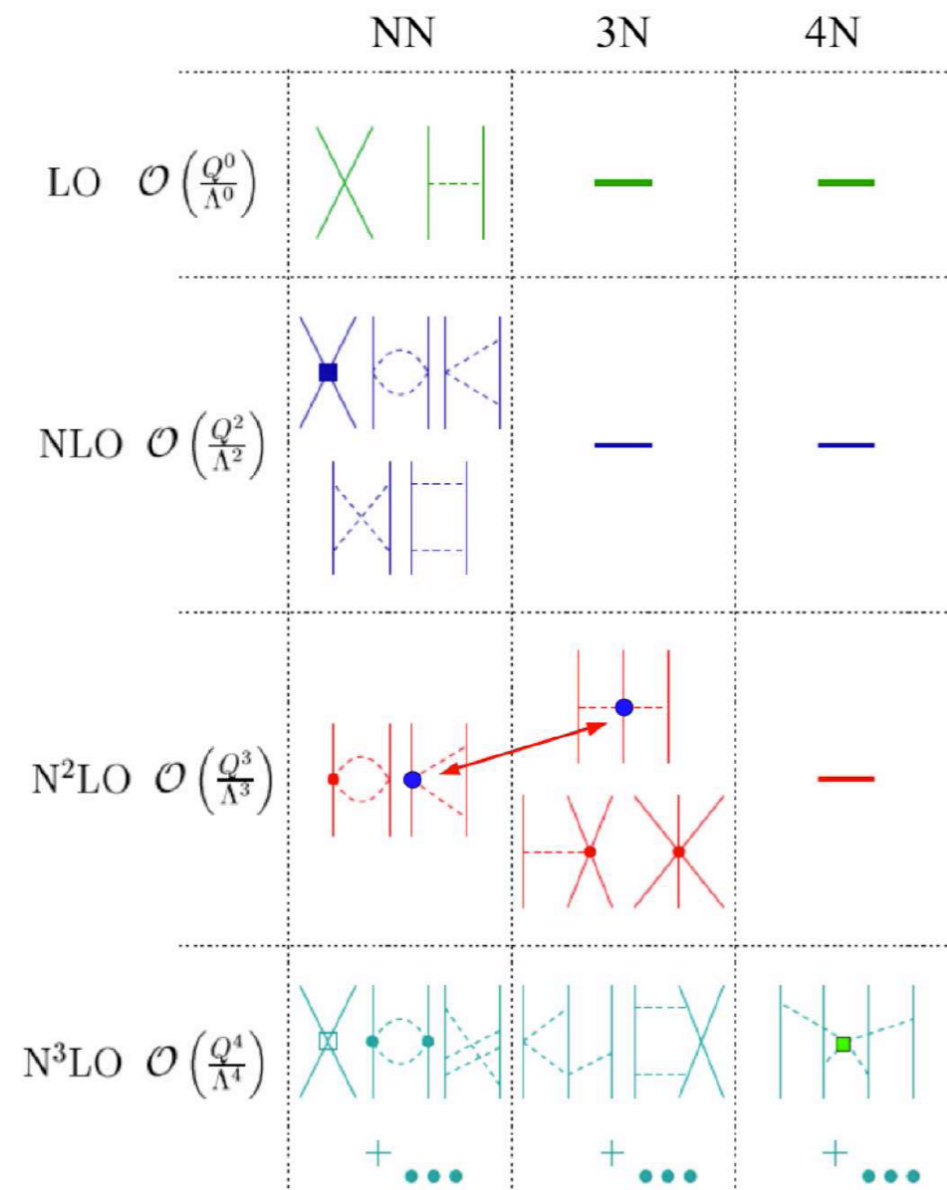 NN 3N 4N
LO 𝒪(Q⁰/Λ⁰)
NLO 𝒪(Q²/Λ²)
N²LO 𝒪(Q³/Λ³)
N³LO 𝒪(Q⁴/Λ⁴)
+ ••• + ••• + •••